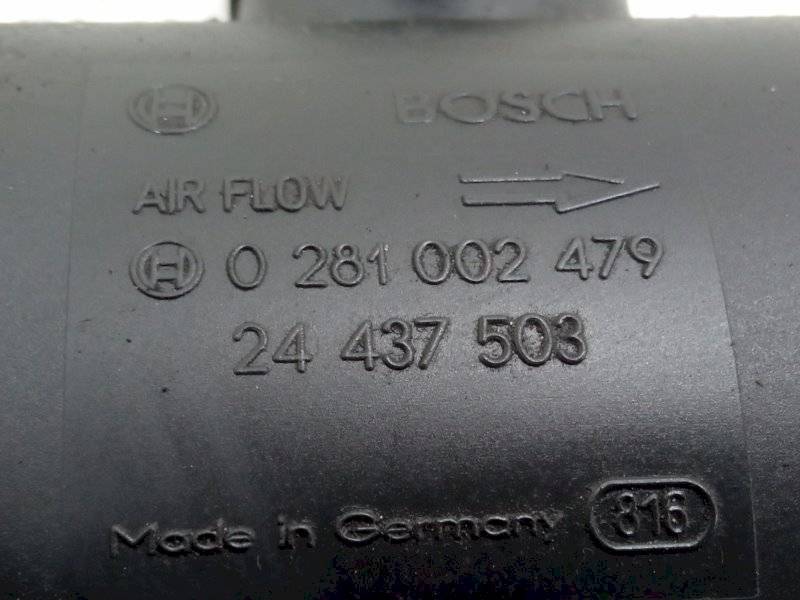 BOSCH
AIR FLOW
0 281 002 479
24 437 503
Made in Germany 816